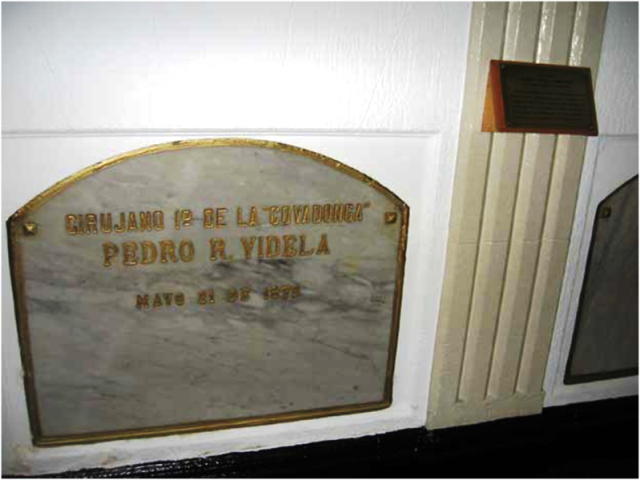 CIRUJANO 1º DE LA "COVADONGA"
PEDRO R. VIDELA
MAYO 21 DE 1879